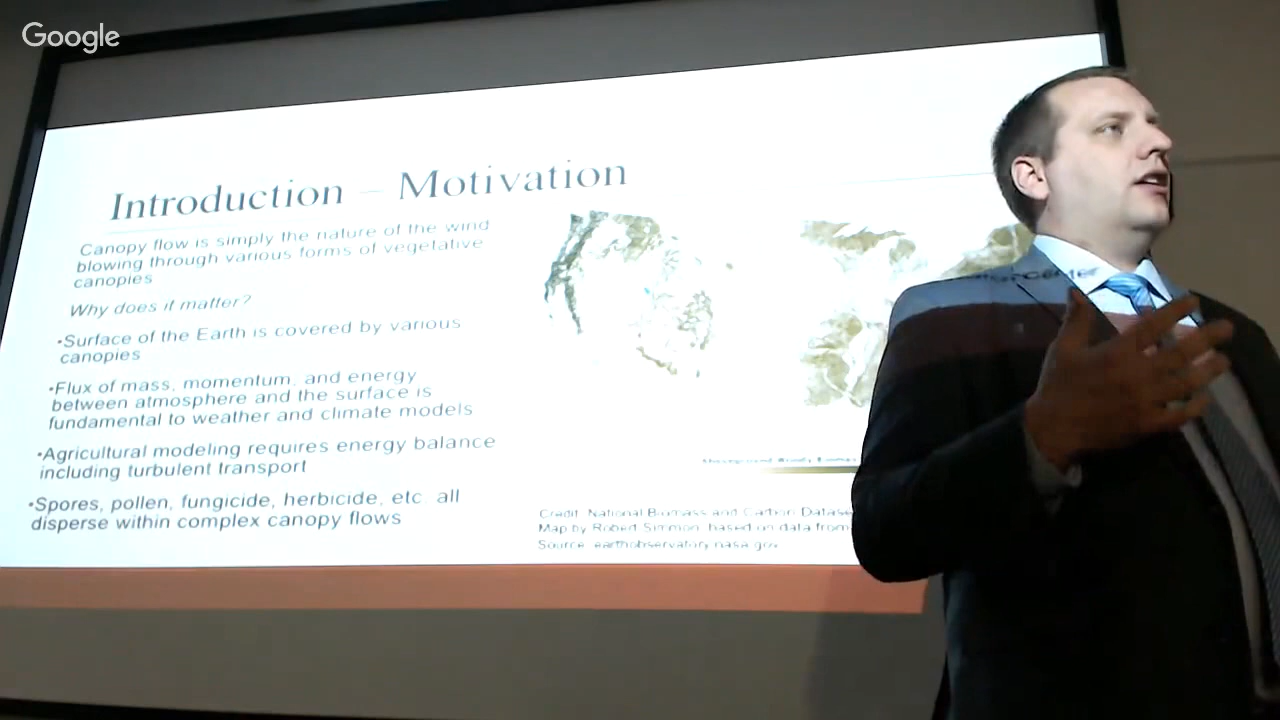 Google
Introduction – Motivation
Canopy flow is simply the nature of the wind
blowing through various forms of vegetative
canopies
Why does it matter?
•Surface of the Earth is covered by various
canopies
•Flux of mass, momentum, and energy
between atmosphere and the surface is
fundamental to weather and climate models
•Agricultural modeling requires energy balance
including turbulent transport
•Spores, pollen, fungicide, herbicide, etc all
disperse within complex canopy flows
Credit: National Biomass and Carbon
Map by Robert Simmon, based on data from
Source: earthobservatory.nasa.gov